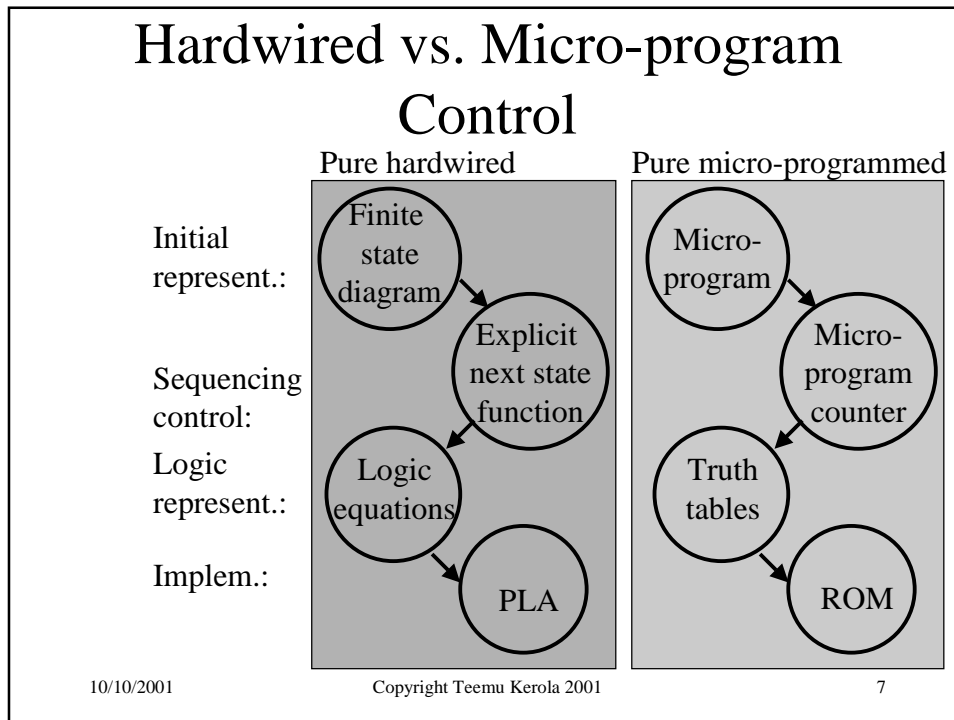 Hardwired vs. Micro-program
Control
Pure hardwired
Pure micro-programmed
Initial
represent.:
Finite
state
diagram
Micro-
program
Sequencing
control:
Explicit
next state
function
Micro-
program
counter
Logic
represent.:
Logic
equations
Truth
tables
Implem.:
PLA
ROM
10/10/2001
Copyright Teemu Kerola 2001
7